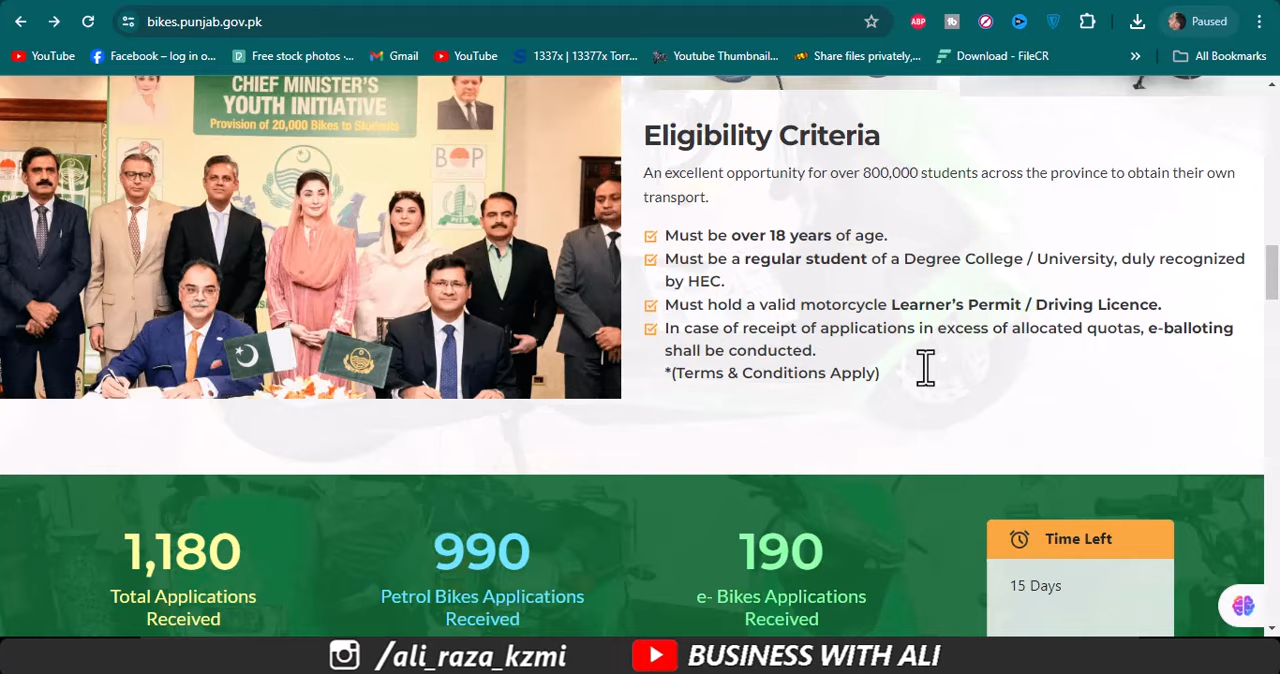 bikes.punjab.gov.pk
ABP
tb
Paused
YouTube
Facebook – log in o...
Free stock photos ·...
Gmail
YouTube
1337x | 13377x Torr...
Youtube Thumbnail...
Share files privately,...
Download - FileCR
»
All Bookmarks
CHIEF MINISTER'S
YOUTH INITIATIVE
Provision of 20,000 Bikes to Students
BOP
Eligibility Criteria
An excellent opportunity for over 800,000 students across the province to obtain their own
transport.
Must be over 18 years of age.
Must be a regular student of a Degree College / University, duly recognized
by HEC.
Must hold a valid motorcycle Learner's Permit / Driving Licence.
In case of receipt of applications in excess of allocated quotas, e-balloting
shall be conducted.
*(Terms & Conditions Apply)
1,180
Total Applications
Received
990
Petrol Bikes Applications
Received
190
e- Bikes Applications
Received
Time Left
15 Days
/ali_raza_kzmi
BUSINESS WITH ALI